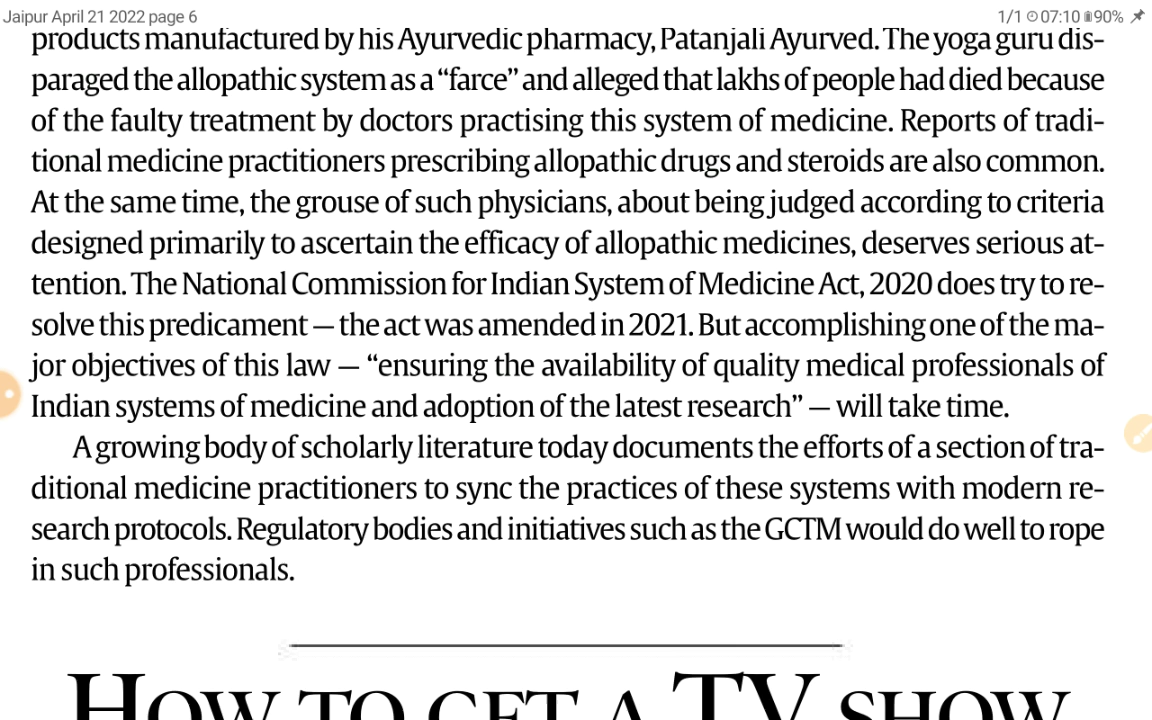 Jaipur April 21 2022 page 6
1/1 07:10 90%
products manufactured by his Ayurvedic pharmacy, Patanjali Ayurved. The yoga guru dis-
paraged the allopathic system as a “farce” and alleged that lakhs of people had died because
of the faulty treatment by doctors practising this system of medicine. Reports of tradi-
tional medicine practitioners prescribing allopathic drugs and steroids are also common.
At the same time, the grouse of such physicians, about being judged according to criteria
designed primarily to ascertain the efficacy of allopathic medicines, deserves serious at-
tention. The National Commission for Indian System of Medicine Act, 2020 does try to re-
solve this predicament — the act was amended in 2021. But accomplishing one of the ma-
jor objectives of this law — “ensuring the availability of quality medical professionals of
Indian systems of medicine and adoption of the latest research” — will take time.
A growing body of scholarly literature today documents the efforts of a section of tra-
ditional medicine practitioners to sync the practices of these systems with modern re-
search protocols. Regulatory bodies and initiatives such as the GCTM would do well to rope
in such professionals.
HOW TO GET A TV SHOW